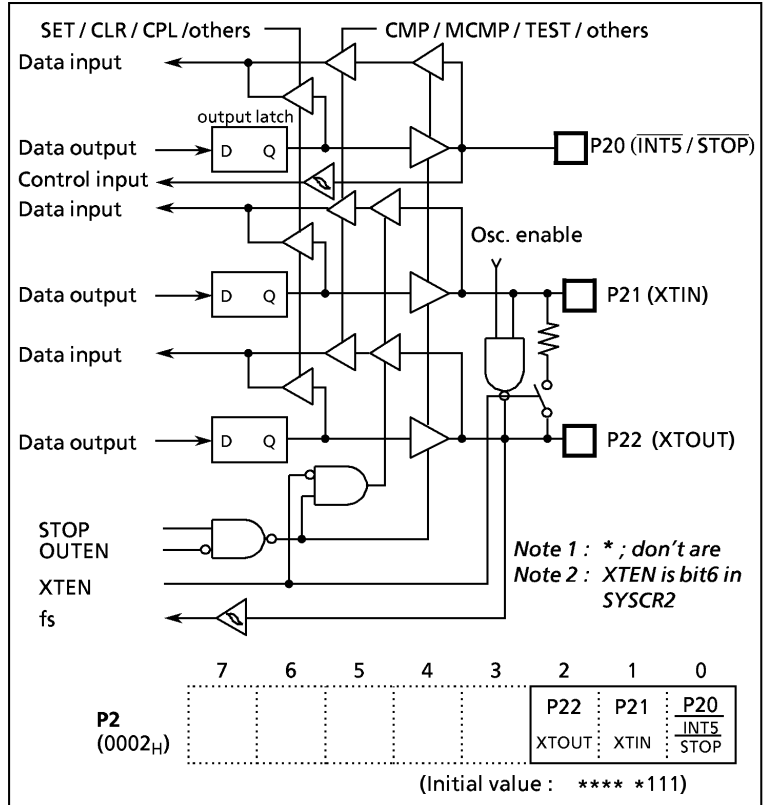 SET / CLR / CPL /others
CMP / MCMP / TEST / others
Data input
output latch
Data output
D Q
P20 (INT5 / STOP)
Control input
Data input
Osc. enable
Data output
D Q
P21 (XTIN)
Data input
Data output
D Q
P22 (XTOUT)
STOP
OUTEN
XTEN
fs
Note 1 : * ; don't are
Note 2 : XTEN is bit6 in
SYSCR2
7 6 5 4 3 2 1 0
P2
(0002H)
P22 P21 P20
XTOUT XTIN INT5
STOP
(Initial value : **** *111)